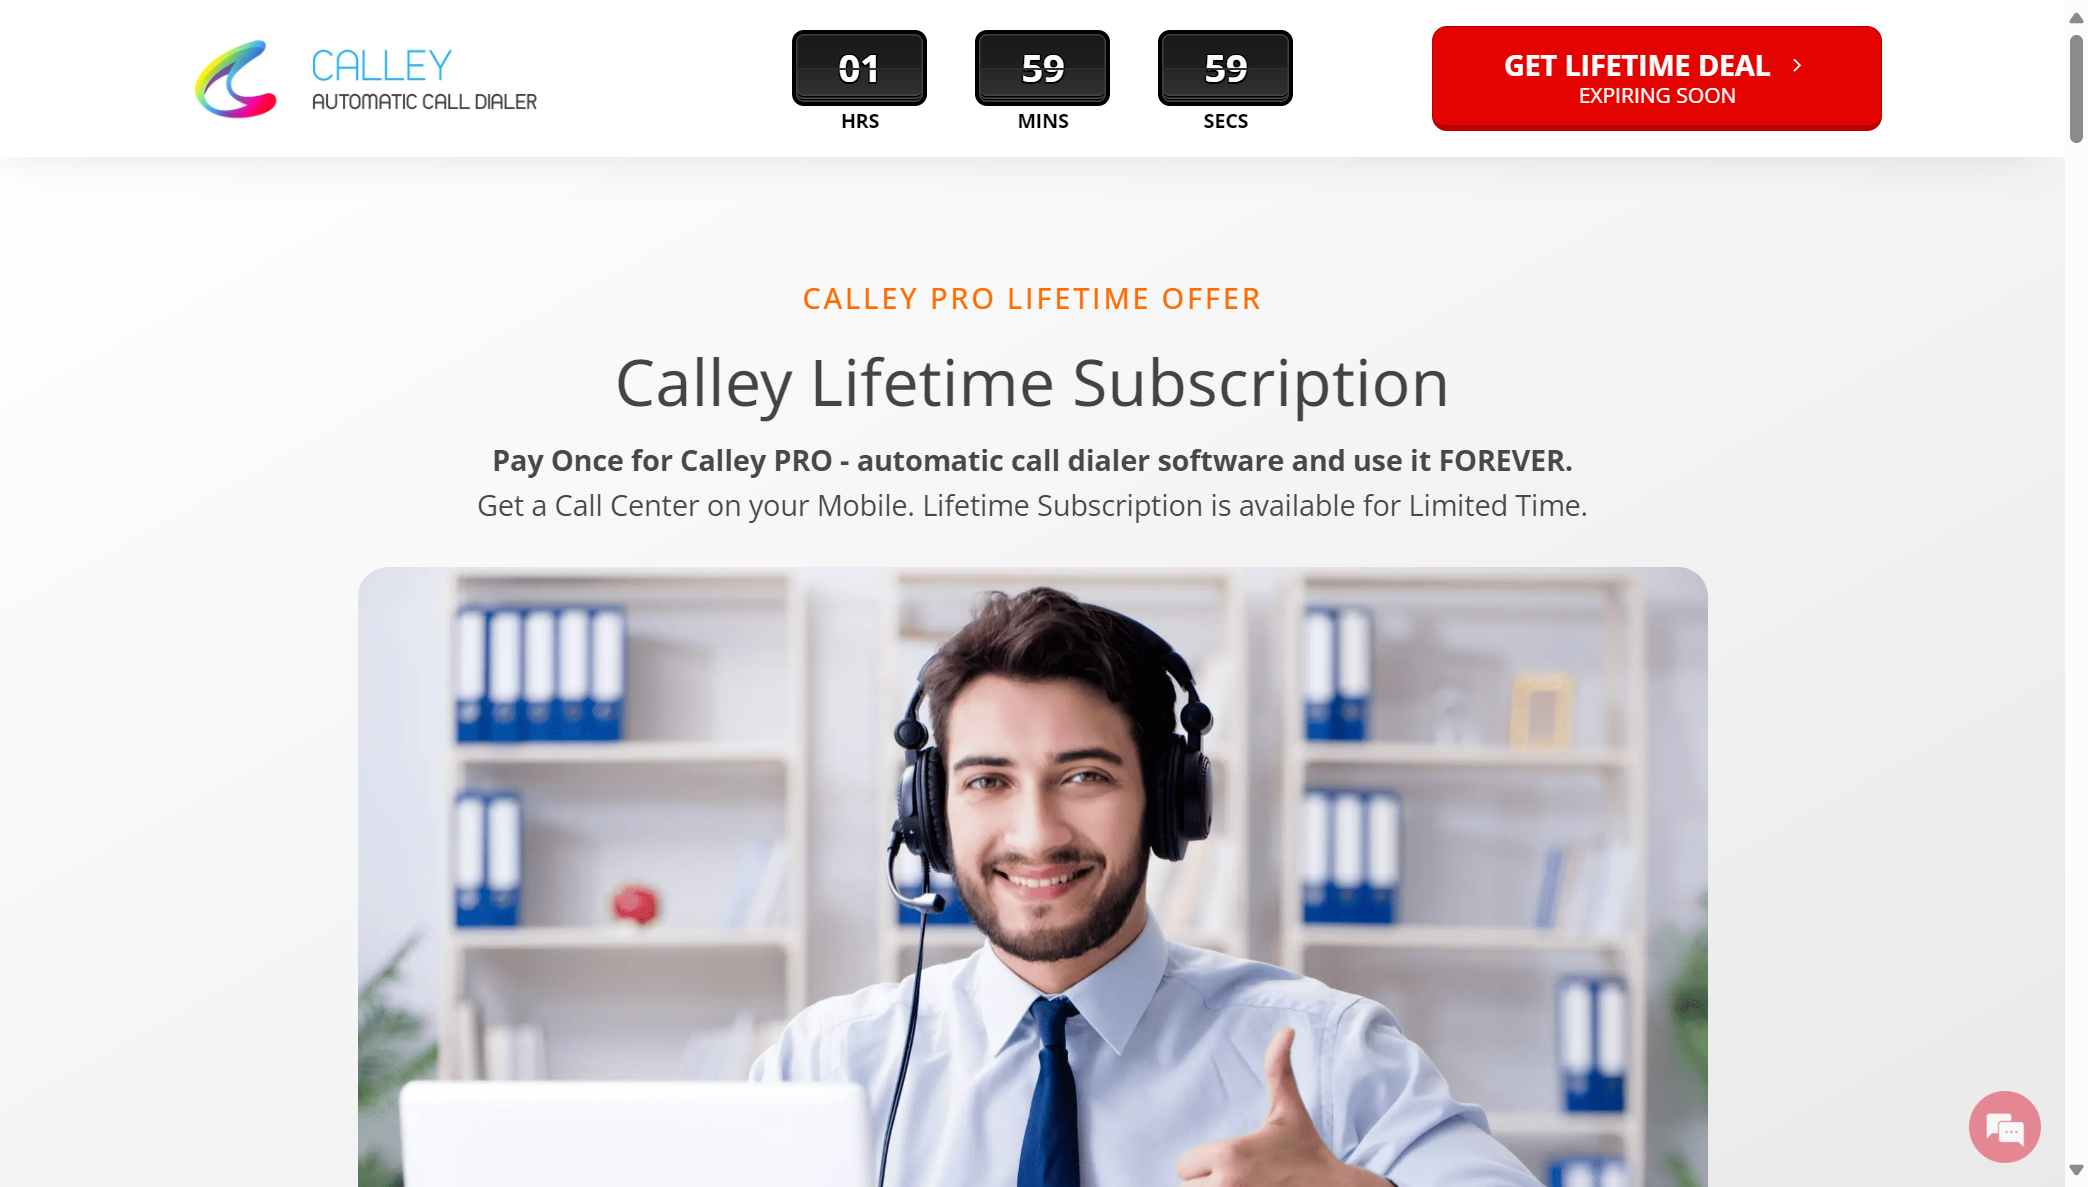 CALLEY
AUTOMATIC CALL DIALER
01
59
59
HRS
MINS
SECS
GET LIFETIME DEAL
EXPIRING SOON
CALLEY PRO LIFETIME OFFER
Calley Lifetime Subscription
Pay Once for Calley PRO - automatic call dialer software and use it FOREVER.
Get a Call Center on your Mobile. Lifetime Subscription is available for Limited Time.